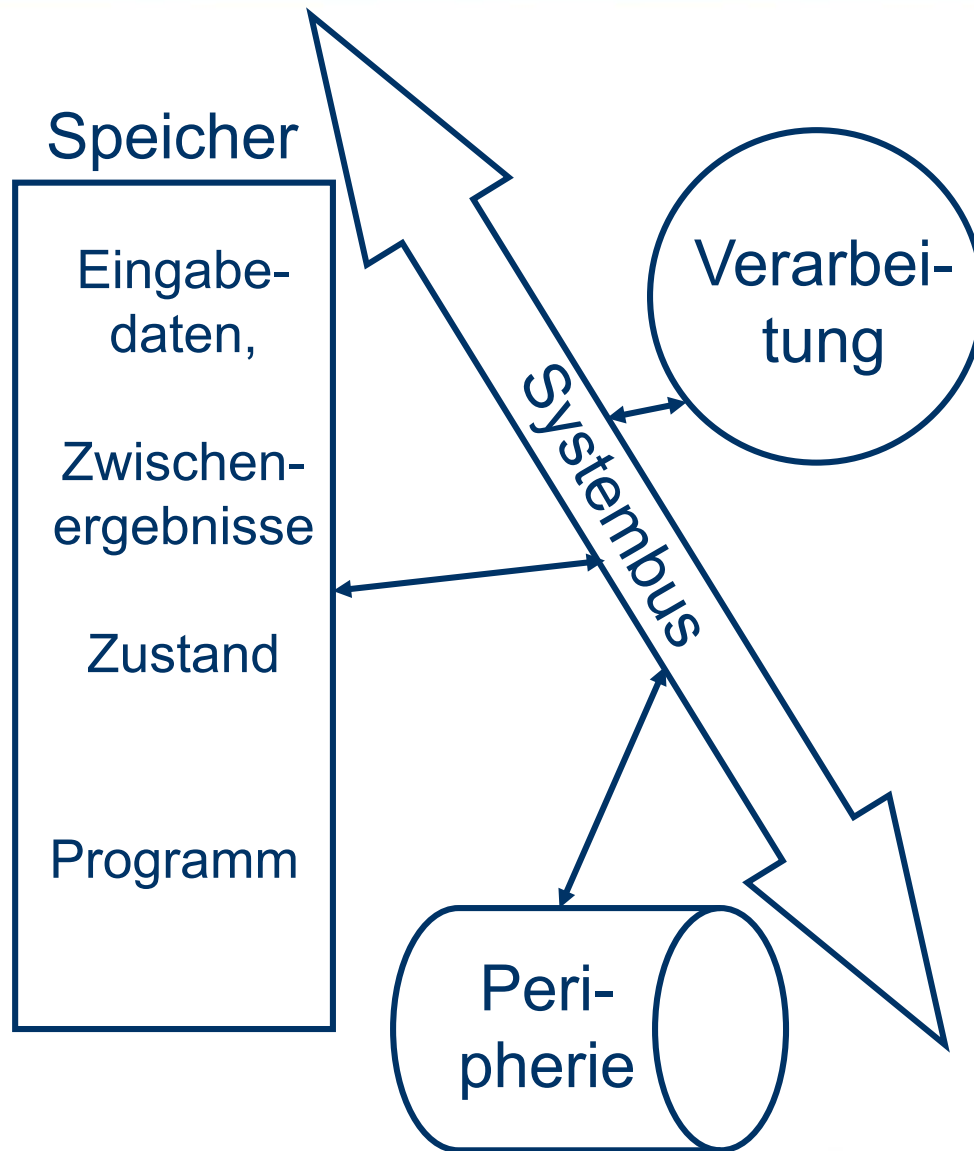 Speicher
Eingabe-
daten,
Zwischen-
ergebnisse
Zustand
Programm
Systembus
Verarbei-
tung
Peri-
pherie